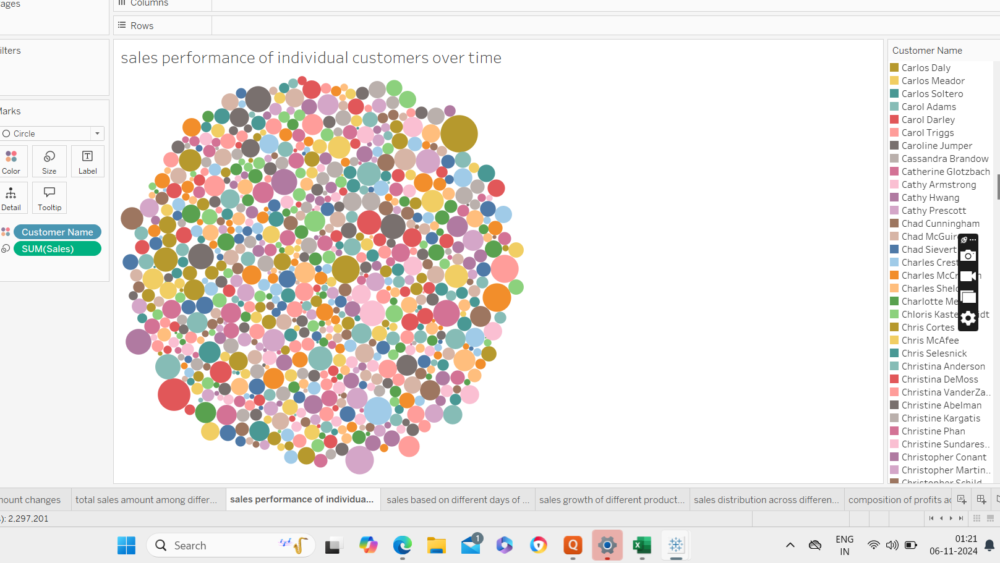 ages
Columns
Rows
ilters
sales performance of individual customers over time
Marks
Circle
Color
Size
Label
Detail
Tooltip
Customer Name
SUM(Sales)
Customer Name
Carlos Daly
Carlos Meador
Carlos Soltero
Carol Adams
Carol Darley
Carol Triggs
Caroline Jumper
Cassandra Brandow
Catherine Glotzbach
Cathy Armstrong
Cathy Hwang
Cathy Prescott
Chad Cunningham
Chad McGuir
Chad Sievert
Charles Crest
Charles McCr n
Charles Sheld
Charlotte Me
Chloris Kaste idt
Chris Cortes
Chris McAfee
Chris Selesnick
Christina Anderson
Christina DeMoss
Christina VanderZa..
Christine Abelman
Christine Kargatis
Christine Phan
Christine Sundares..
Christopher Conant
Christopher Martin..
Christopher Schild
nount changes
total sales amount among differ...
sales performance of individua...
sales based on different days of ...
sales growth of different product...
sales distribution across differen...
composition of profits ac
s): 2,297,201
Search
1
ENG
IN
01:21
06-11-2024